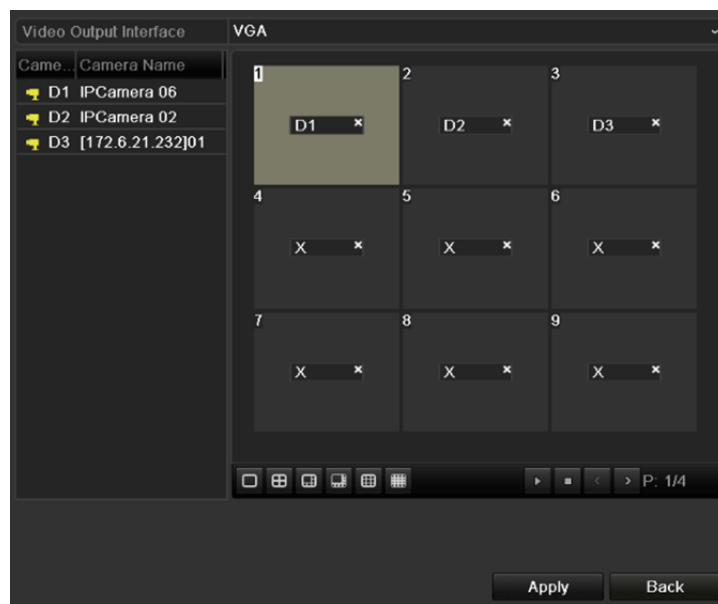 Video Output Interface VGA
Came... Camera Name
D1 IPCamera 06
D2 IPCamera 02
D3 [172.6.21.232]01
1 2 3
D1 × D2 × D3 ×
4 5 6
X × X × X ×
7 8 9
X × X × X ×
P: 1/4
Apply Back